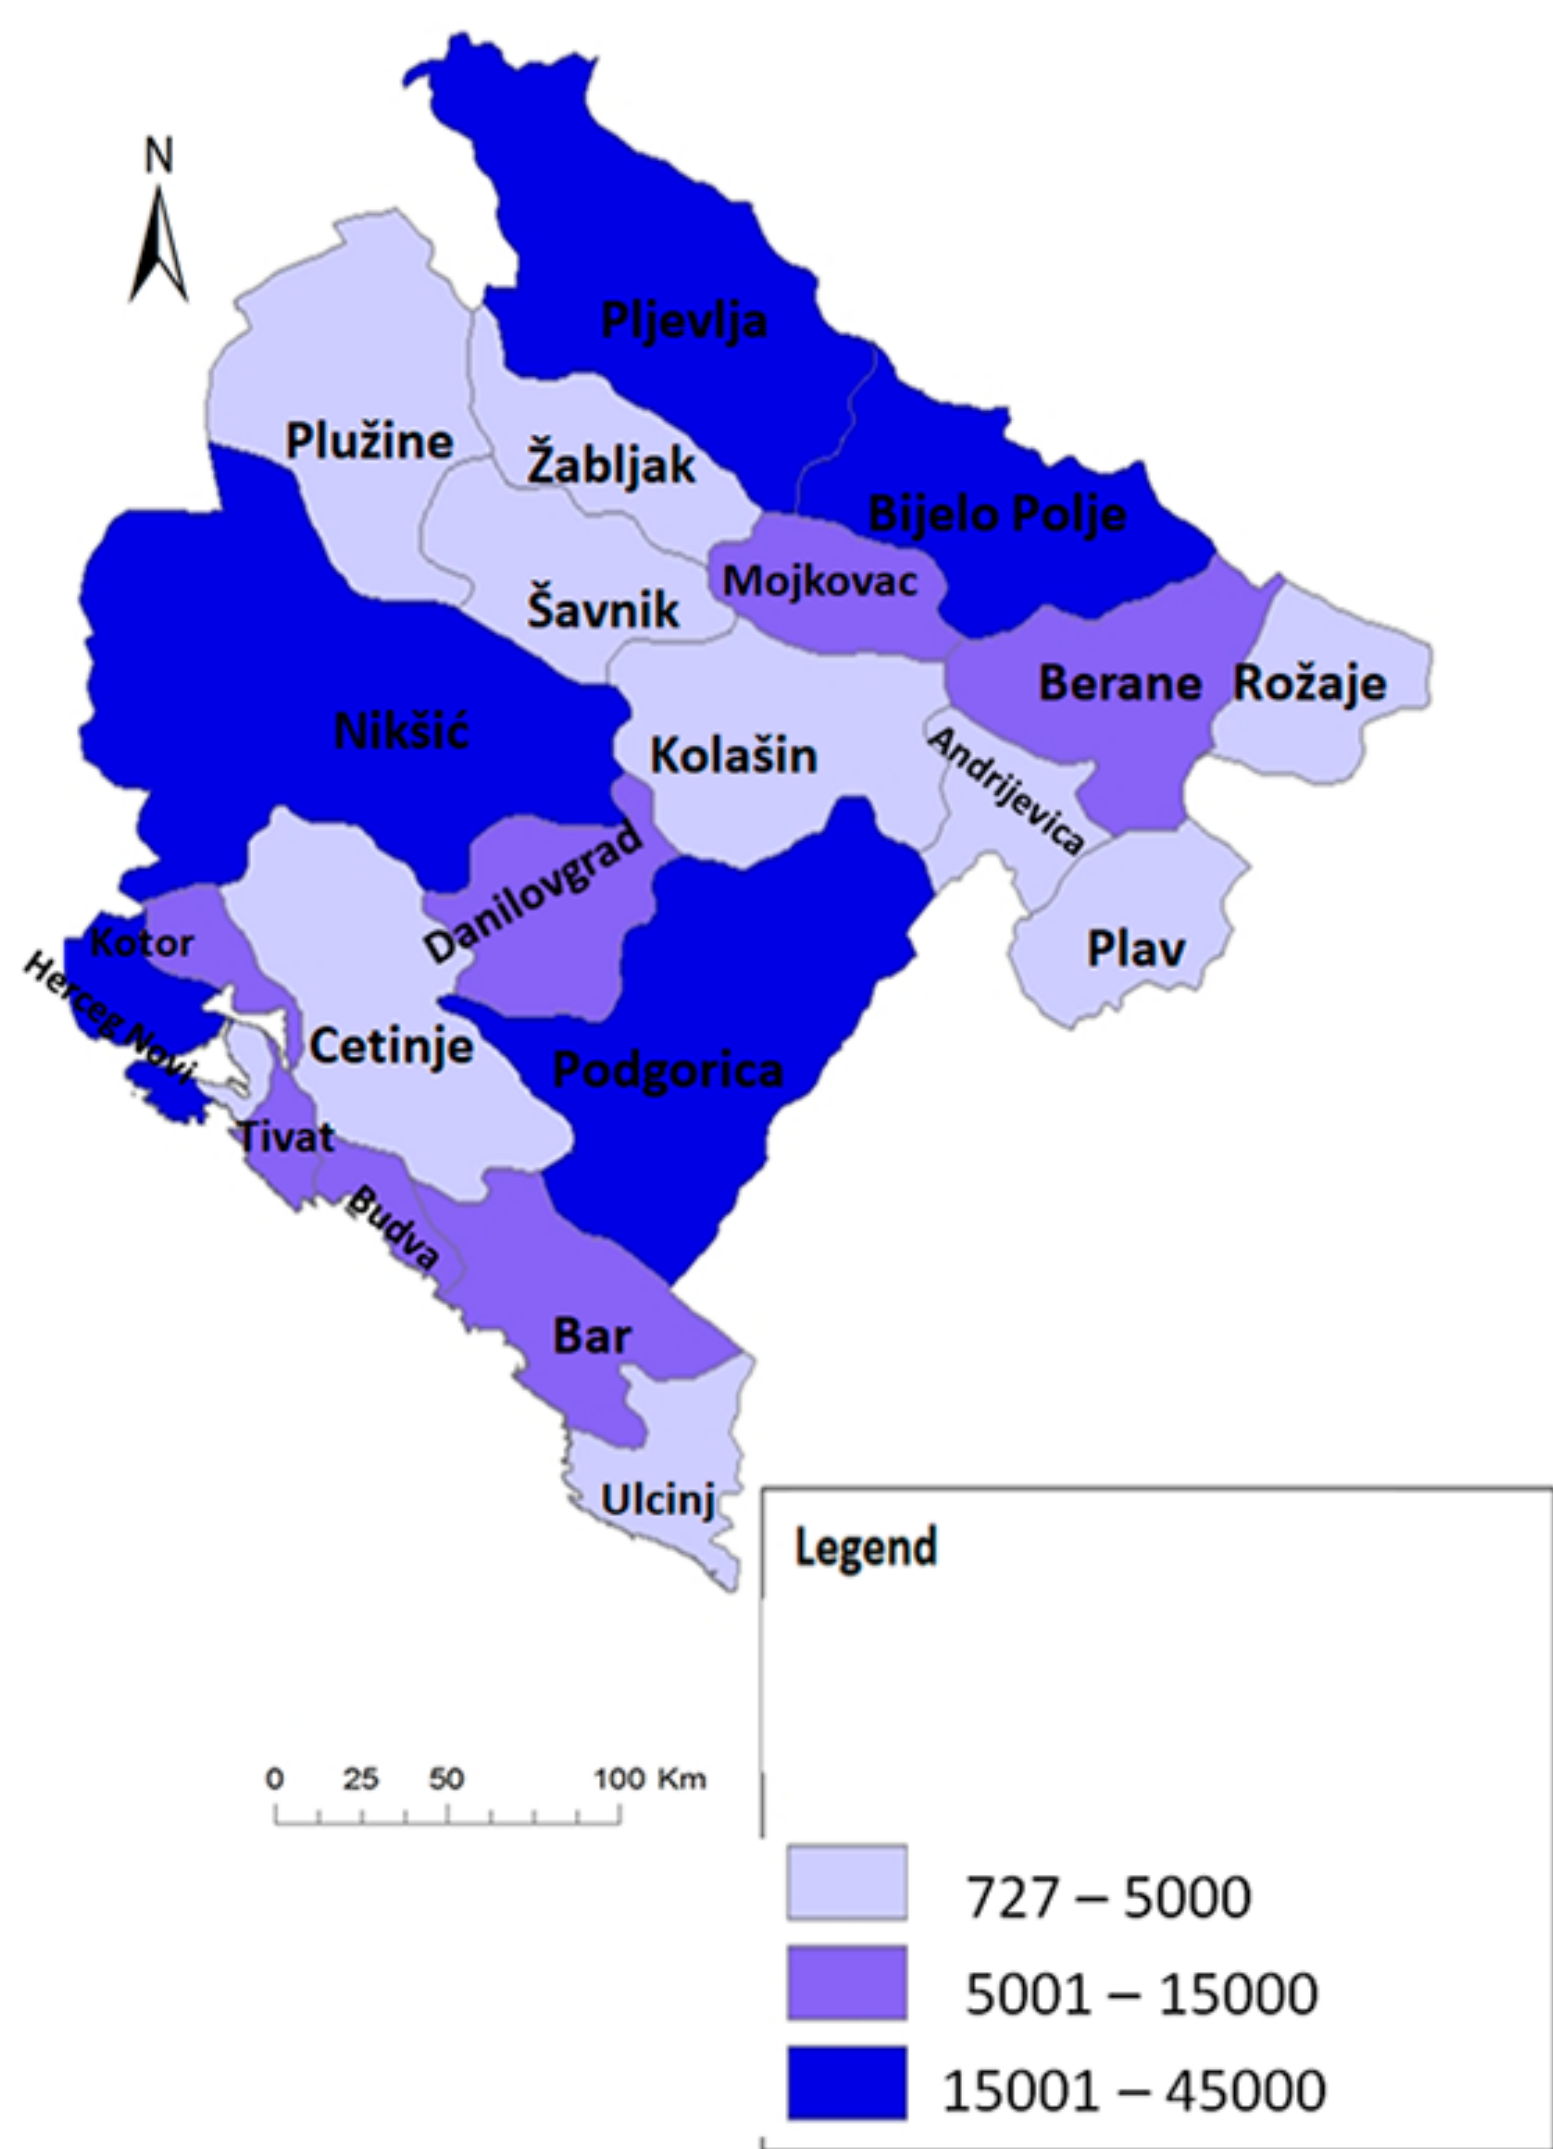 N
Pljevlja
Plužine
Žabljak
Bijelo Polje
Mojkovac
Šavnik
Berane
Rožaje
Nikšić
Kolašin
Andrijevica
Danilovgrad
Kotor
Plav
Herceg Novi
Cetinje
Podgorica
Tivat
Budva
Bar
Ulcinj
Legend
0 25 50 100 Km
727 – 5000
5001 – 15000
15001 – 45000